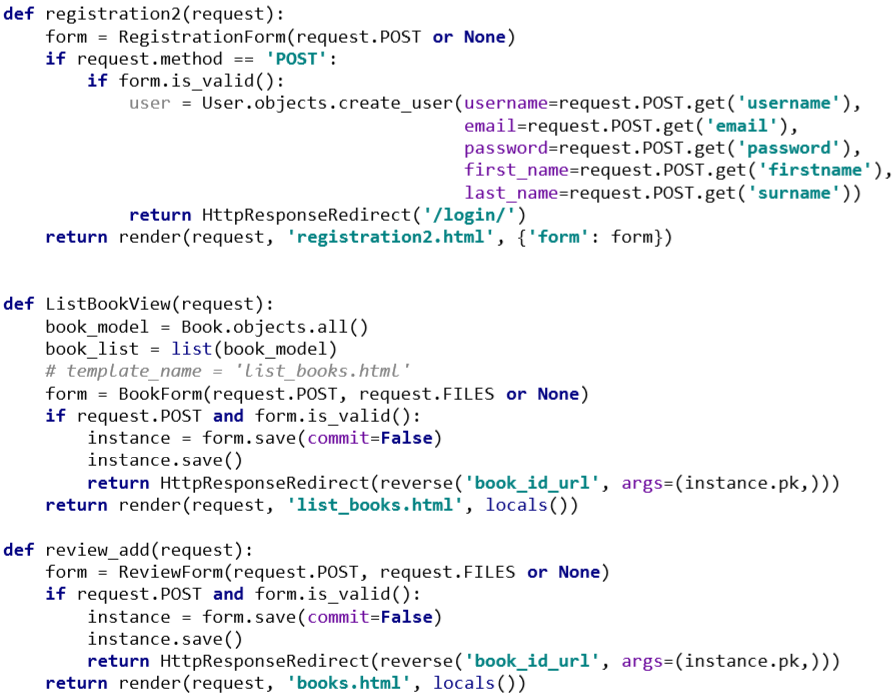 def registration2(request):
    form = RegistrationForm(request.POST or None)
    if request.method == 'POST':
        if form.is_valid():
            user = User.objects.create_user(username=request.POST.get('username'),
                                            email=request.POST.get('email'),
                                            password=request.POST.get('password'),
                                            first_name=request.POST.get('firstname'),
                                            last_name=request.POST.get('surname'))
            return HttpResponseRedirect('/login/')
    return render(request, 'registration2.html', {'form': form})


def ListBookView(request):
    book_model = Book.objects.all()
    book_list = list(book_model)
    # template_name = 'list_books.html'
    form = BookForm(request.POST, request.FILES or None)
    if request.POST and form.is_valid():
        instance = form.save(commit=False)
        instance.save()
        return HttpResponseRedirect(reverse('book_id_url', args=(instance.pk,)))
    return render(request, 'list_books.html', locals())

def review_add(request):
    form = ReviewForm(request.POST, request.FILES or None)
    if request.POST and form.is_valid():
        instance = form.save(commit=False)
        instance.save()
        return HttpResponseRedirect(reverse('book_id_url', args=(instance.pk,)))
    return render(request, 'books.html', locals())